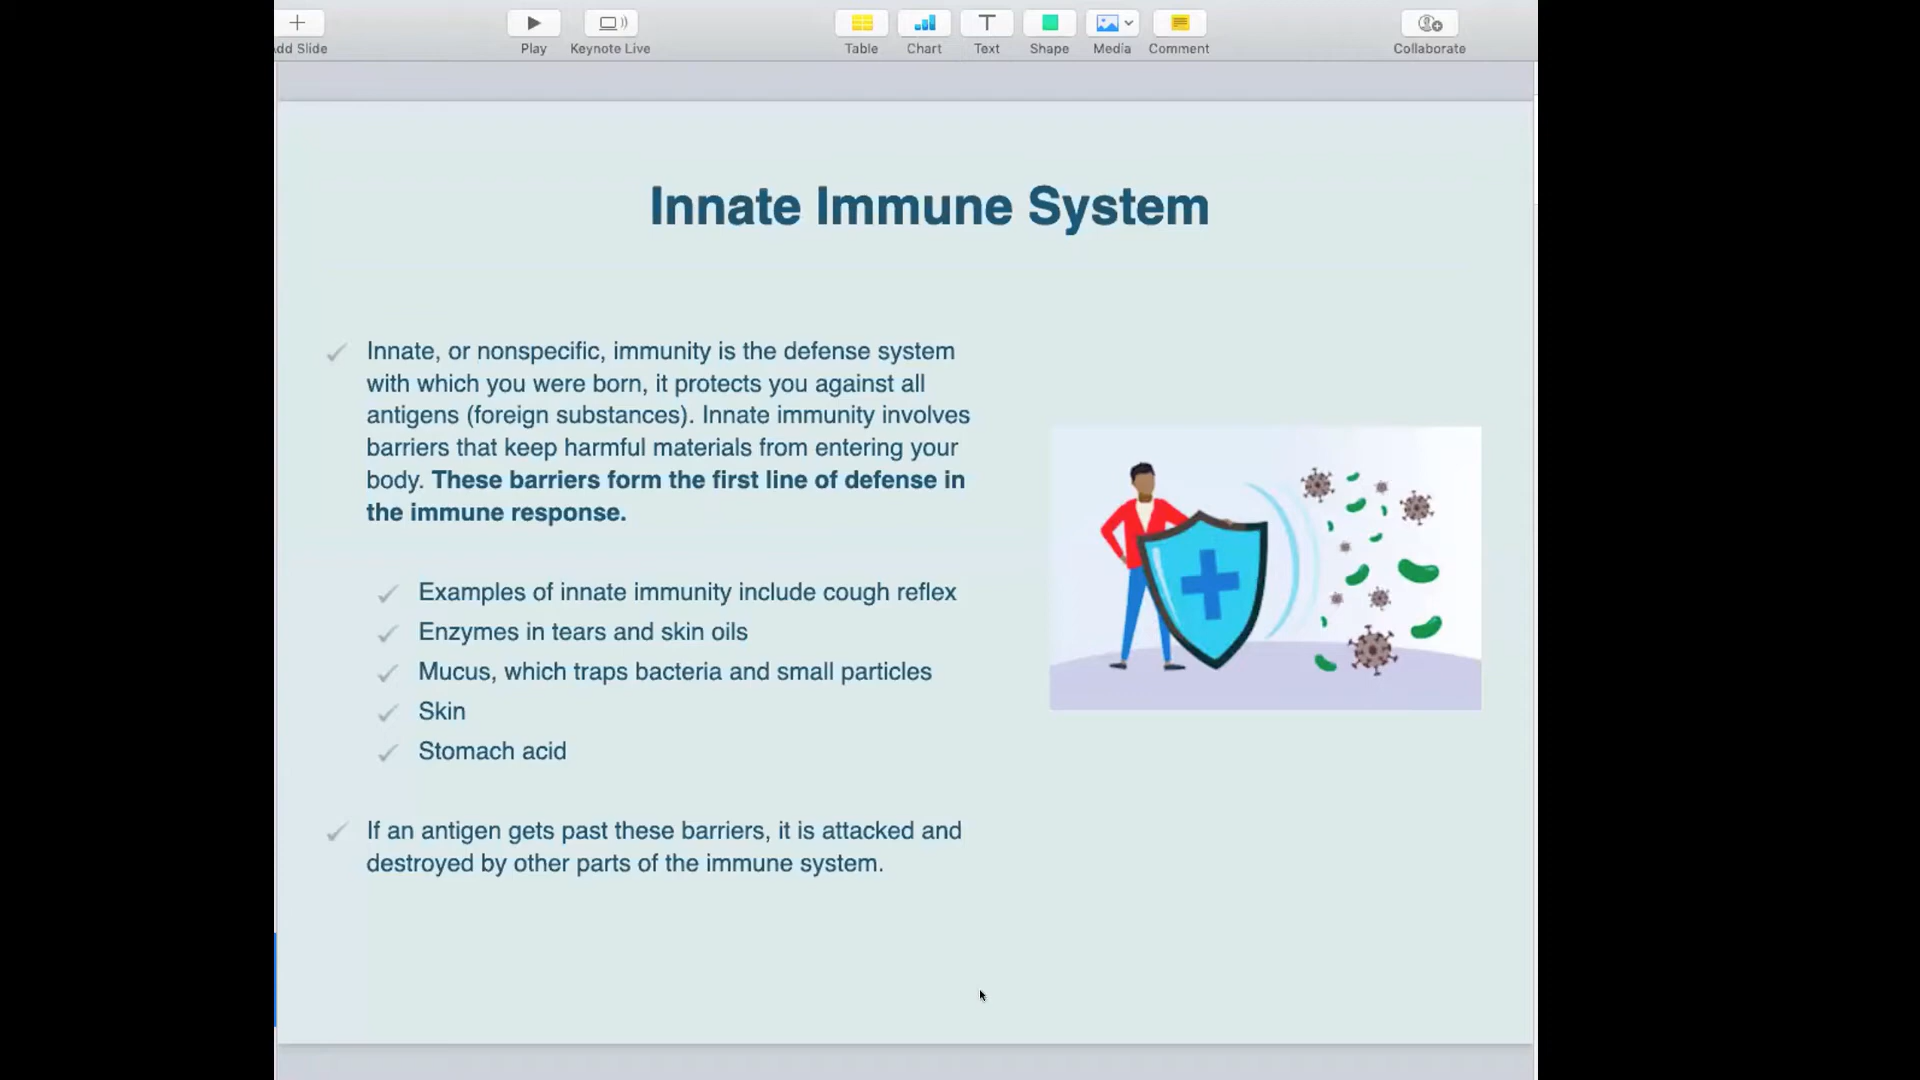 Add Slide
Play
Keynote Live
Table
Chart
Text
Shape
Media
Comment
Collaborate
Innate Immune System
Innate, or nonspecific, immunity is the defense system
with which you were born, it protects you against all
antigens (foreign substances). Innate immunity involves
barriers that keep harmful materials from entering your
body. These barriers form the first line of defense in
the immune response.
Examples of innate immunity include cough reflex
Enzymes in tears and skin oils
Mucus, which traps bacteria and small particles
Skin
Stomach acid
If an antigen gets past these barriers, it is attacked and
destroyed by other parts of the immune system.